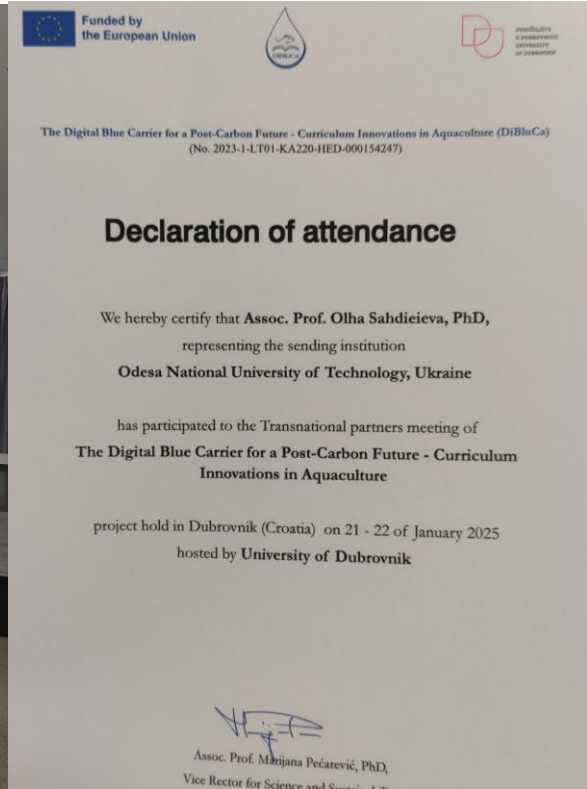 Funded by
the European Union
DiBluCa
The Digital Blue Carrier for a Post-Carbon Future - Curriculum Innovations in Aquaculture (DiBluCa)
(No. 2023-1-LT01-KA220-HED-000154247)
Declaration of attendance
We hereby certify that Assoc. Prof. Olha Sahdieieva, PhD,
representing the sending institution
Odesa National University of Technology, Ukraine
has participated to the Transnational partners meeting of
The Digital Blue Carrier for a Post-Carbon Future - Curriculum
Innovations in Aquaculture
project hold in Dubrovnik (Croatia) on 21 - 22 of January 2025
hosted by University of Dubrovnik
Assoc. Prof. Marijana Pećarević, PhD,
Vice Rector for Science and